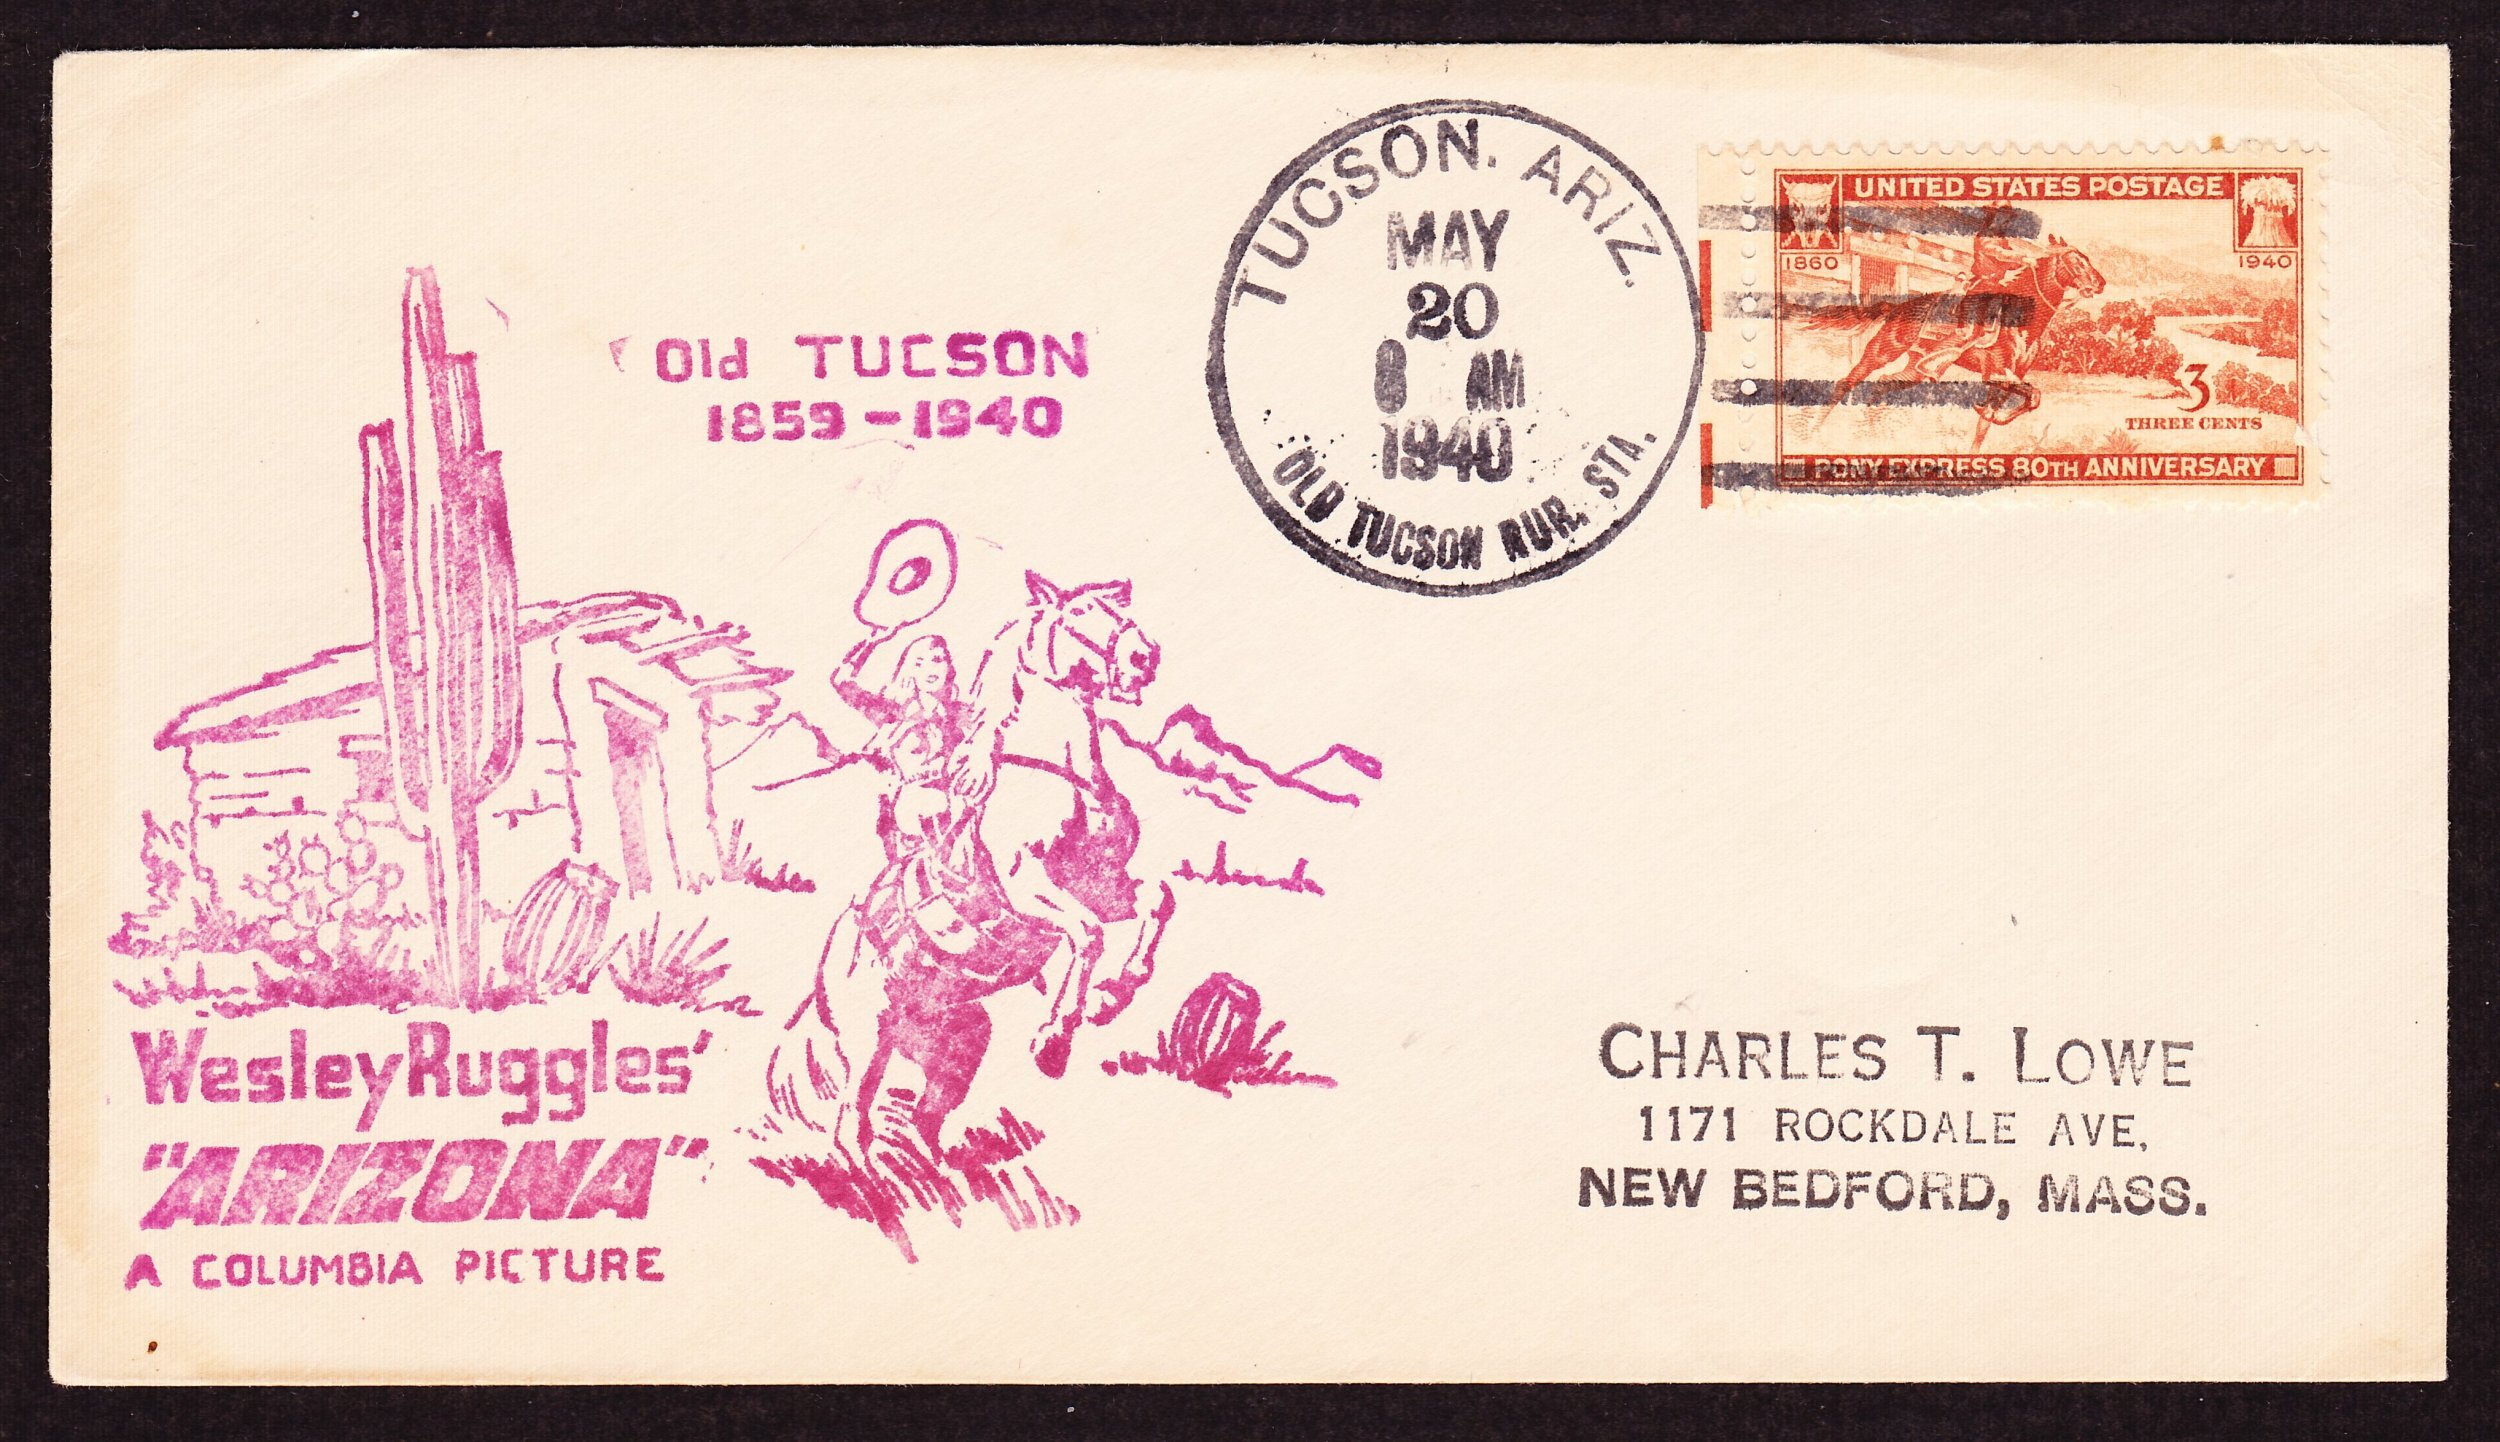 Old TUCSON
1859-1940
Wesley Ruggles'
"ARIZONA"
A COLUMBIA PICTURE
TUCSON, ARIZ.
MAY
20
8 AM
1940
OLD TUCSON RUR. STA.
UNITED STATES POSTAGE
1860
1940
3
THREE CENTS
PONY EXPRESS 80TH ANNIVERSARY
CHARLES T. LOWE
1171 ROCKDALE AVE,
NEW BEDFORD, MASS.